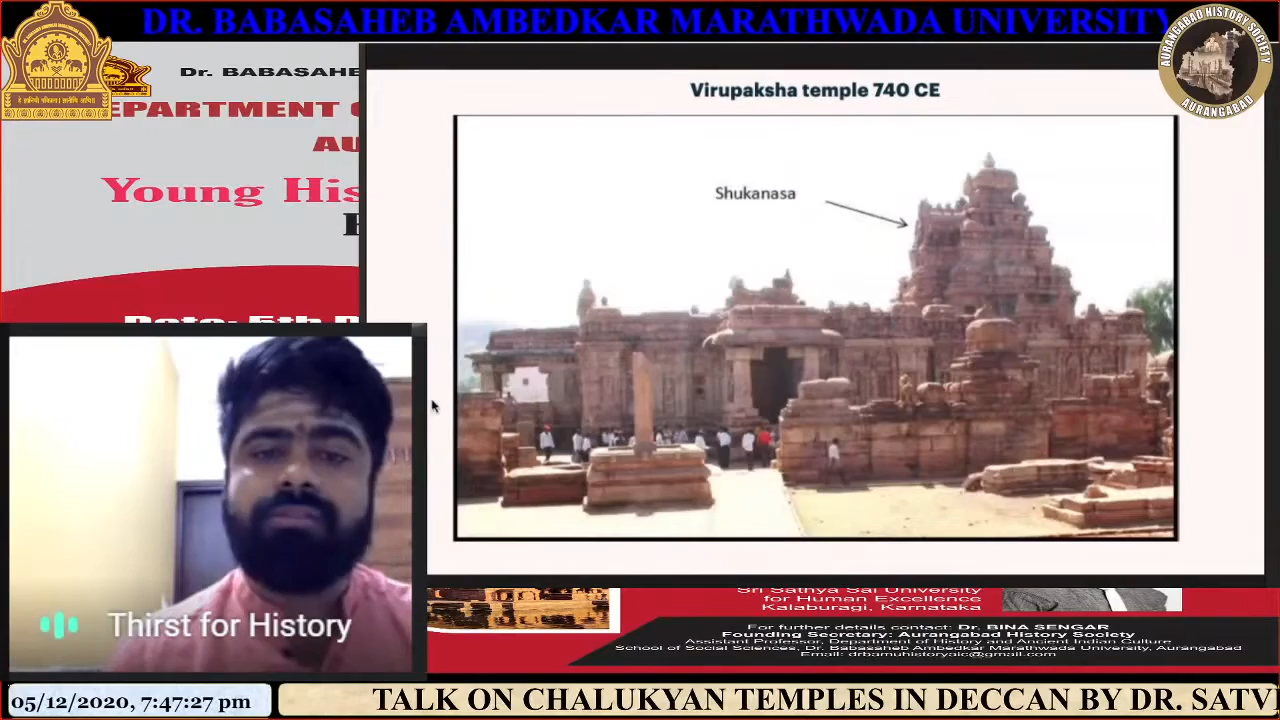 DR. BABASAHEB AMBEDKAR MARATHWADA UNIVERSITY
AURANGABAD HISTORY SOCIETY
AURANGABAD
Dr. BABASAHE
EPARTMENT
AU
Young His
Virupaksha temple 740 CE
Shukanasa
Thirst for History
Sri Sathya Sai University
for Human Excellence
Kalaburagi, Karnataka
For further details contact: Dr. BINA SENGAR
Founding Secretary: Aurangabad History Society
Assistant Professor, Department of History and Ancient Indian Culture
School of Social Sciences, Dr. Babasaheb Ambedkar Marathwada University, Aurangabad
Email: drbamuhistoryaic@gmail.com
05/12/2020, 7:47:27 pm
TALK ON CHALUKYAN TEMPLES IN DECCAN BY DR. SATV